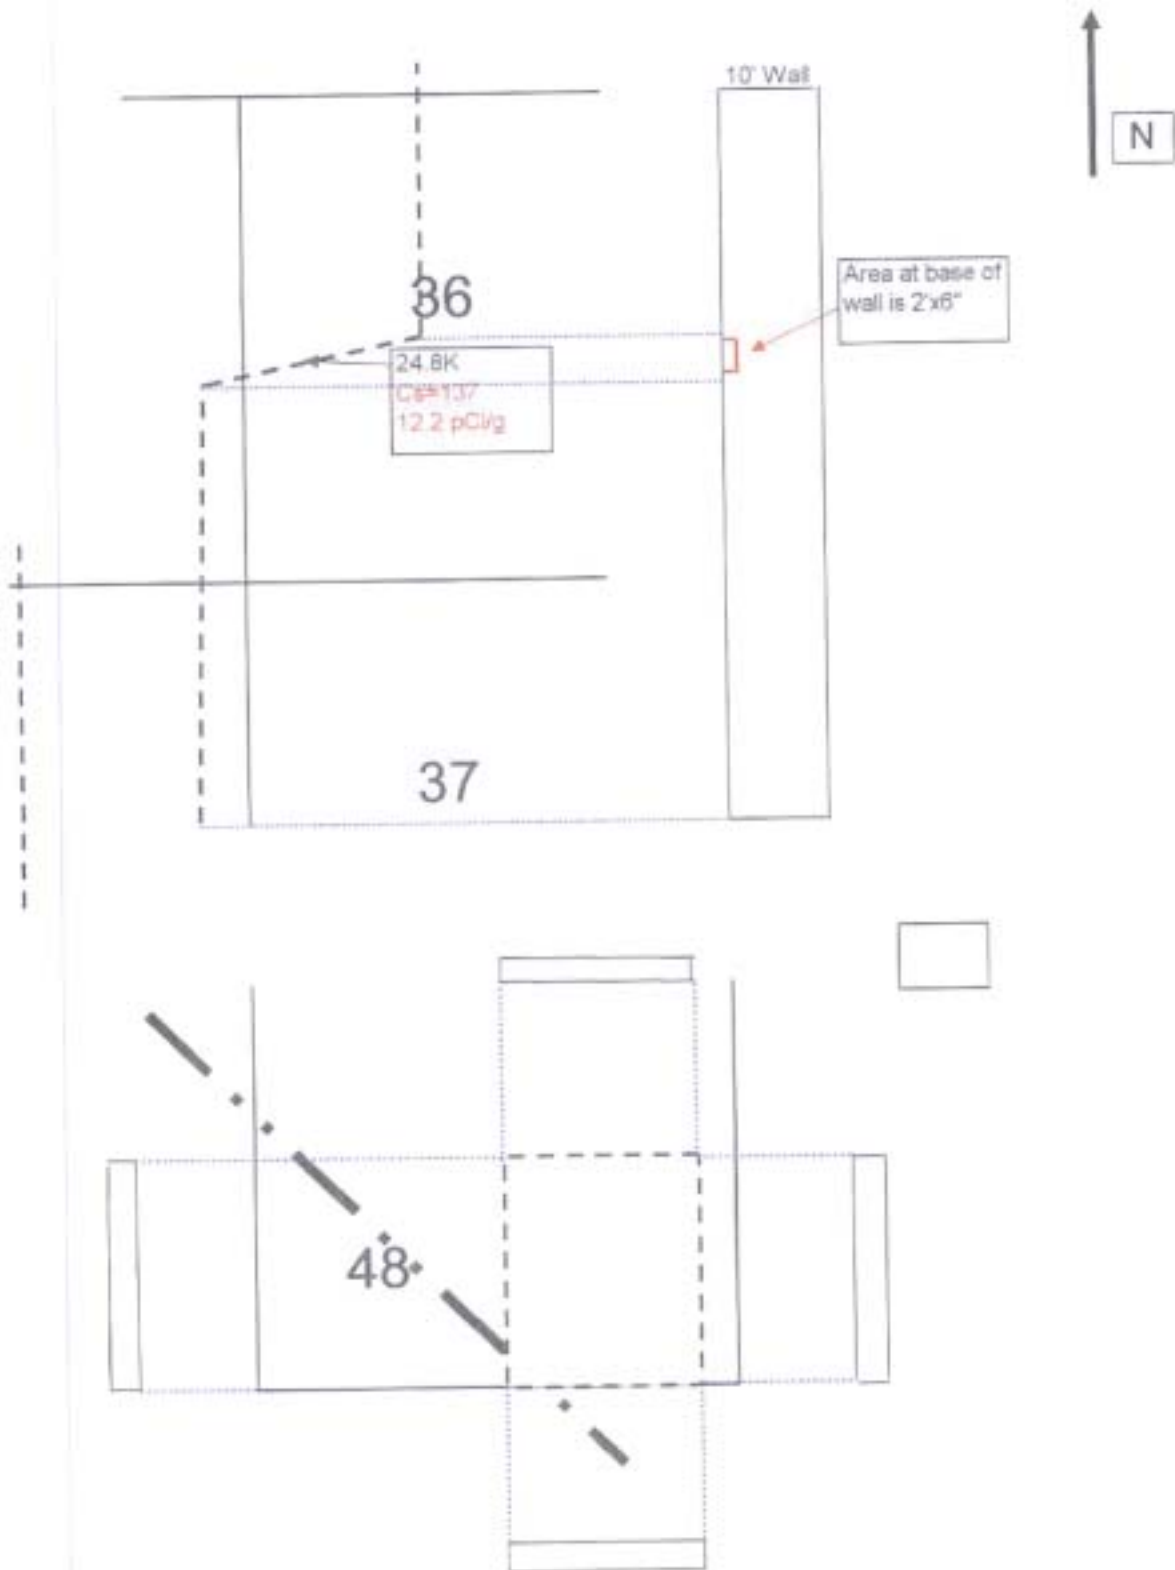 10' Wall
N
36
Area at base of
wall is 2'x6"
24.8K
Cs=137
12.2 pCi/g
37
48